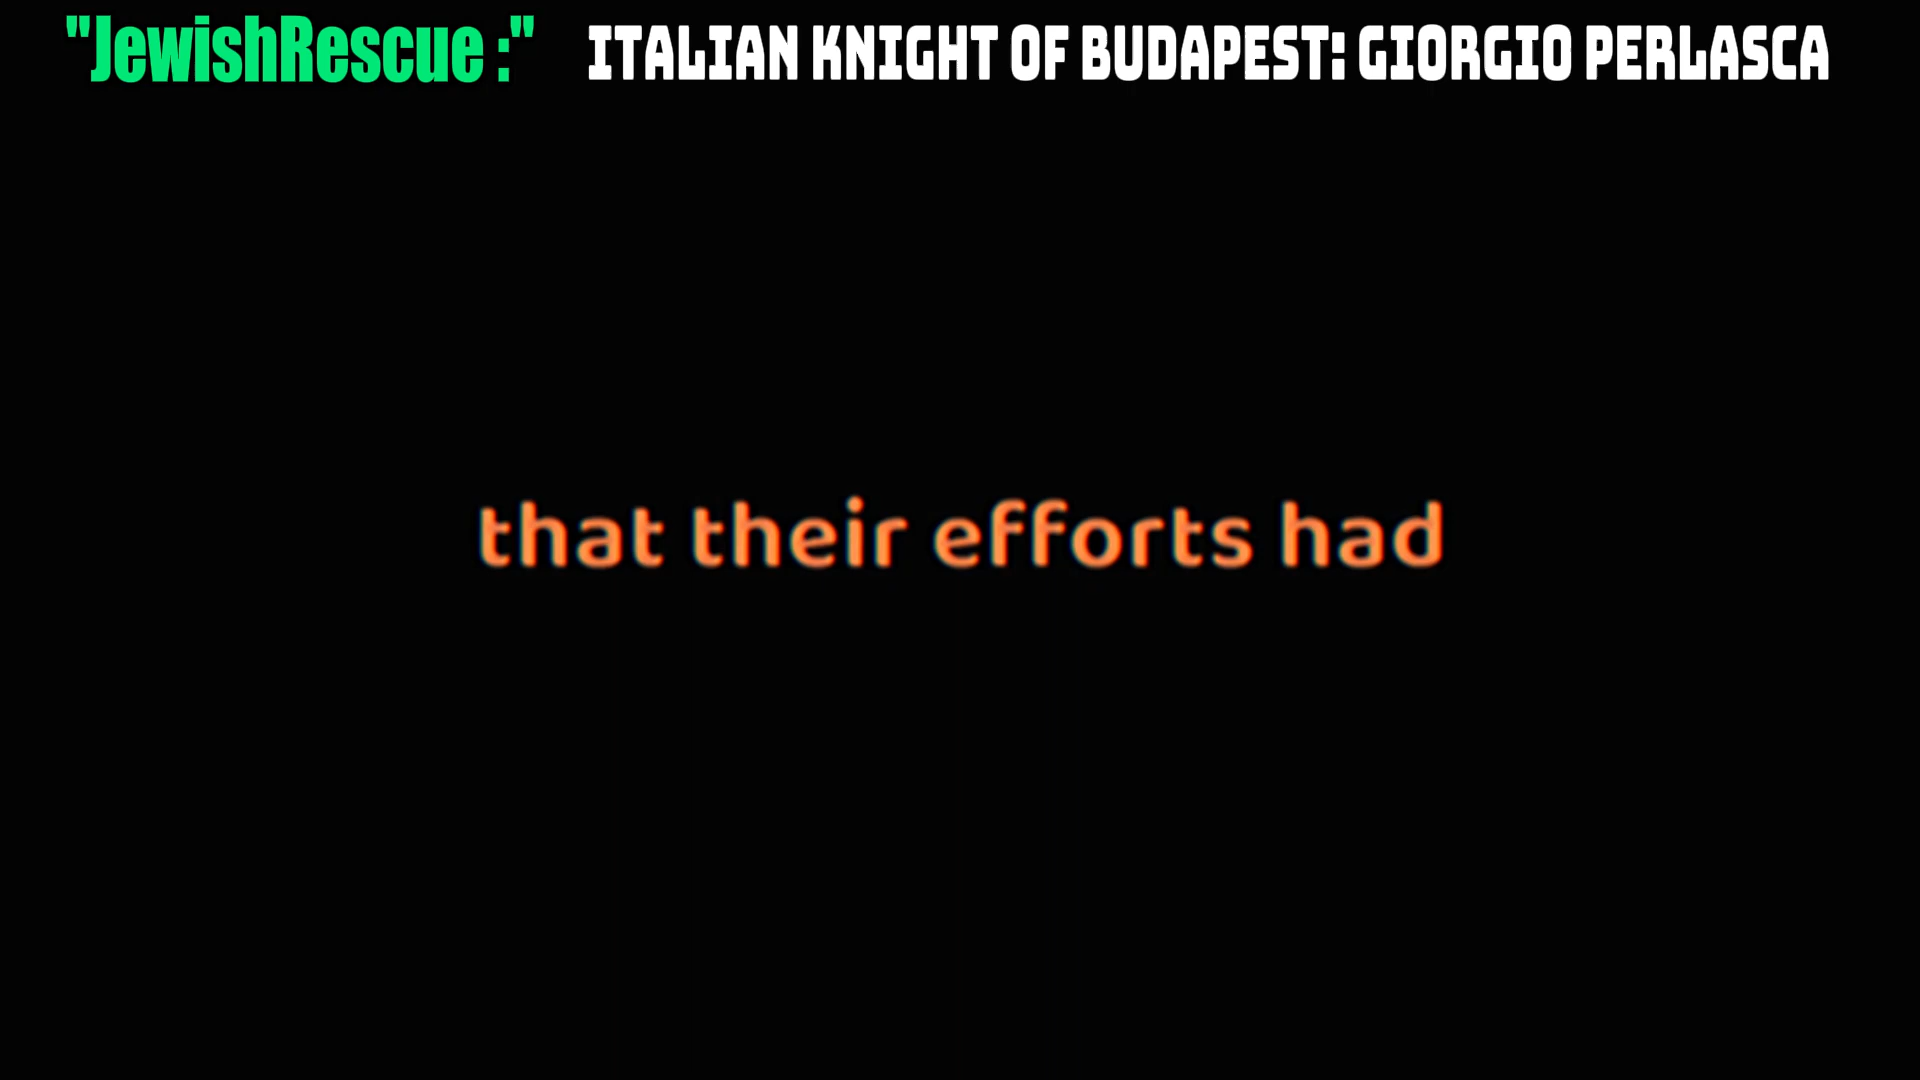 "JewishRescue :" ITALIAN KNIGHT OF BUDAPEST: GIORGIO PERLASCA
that their efforts had